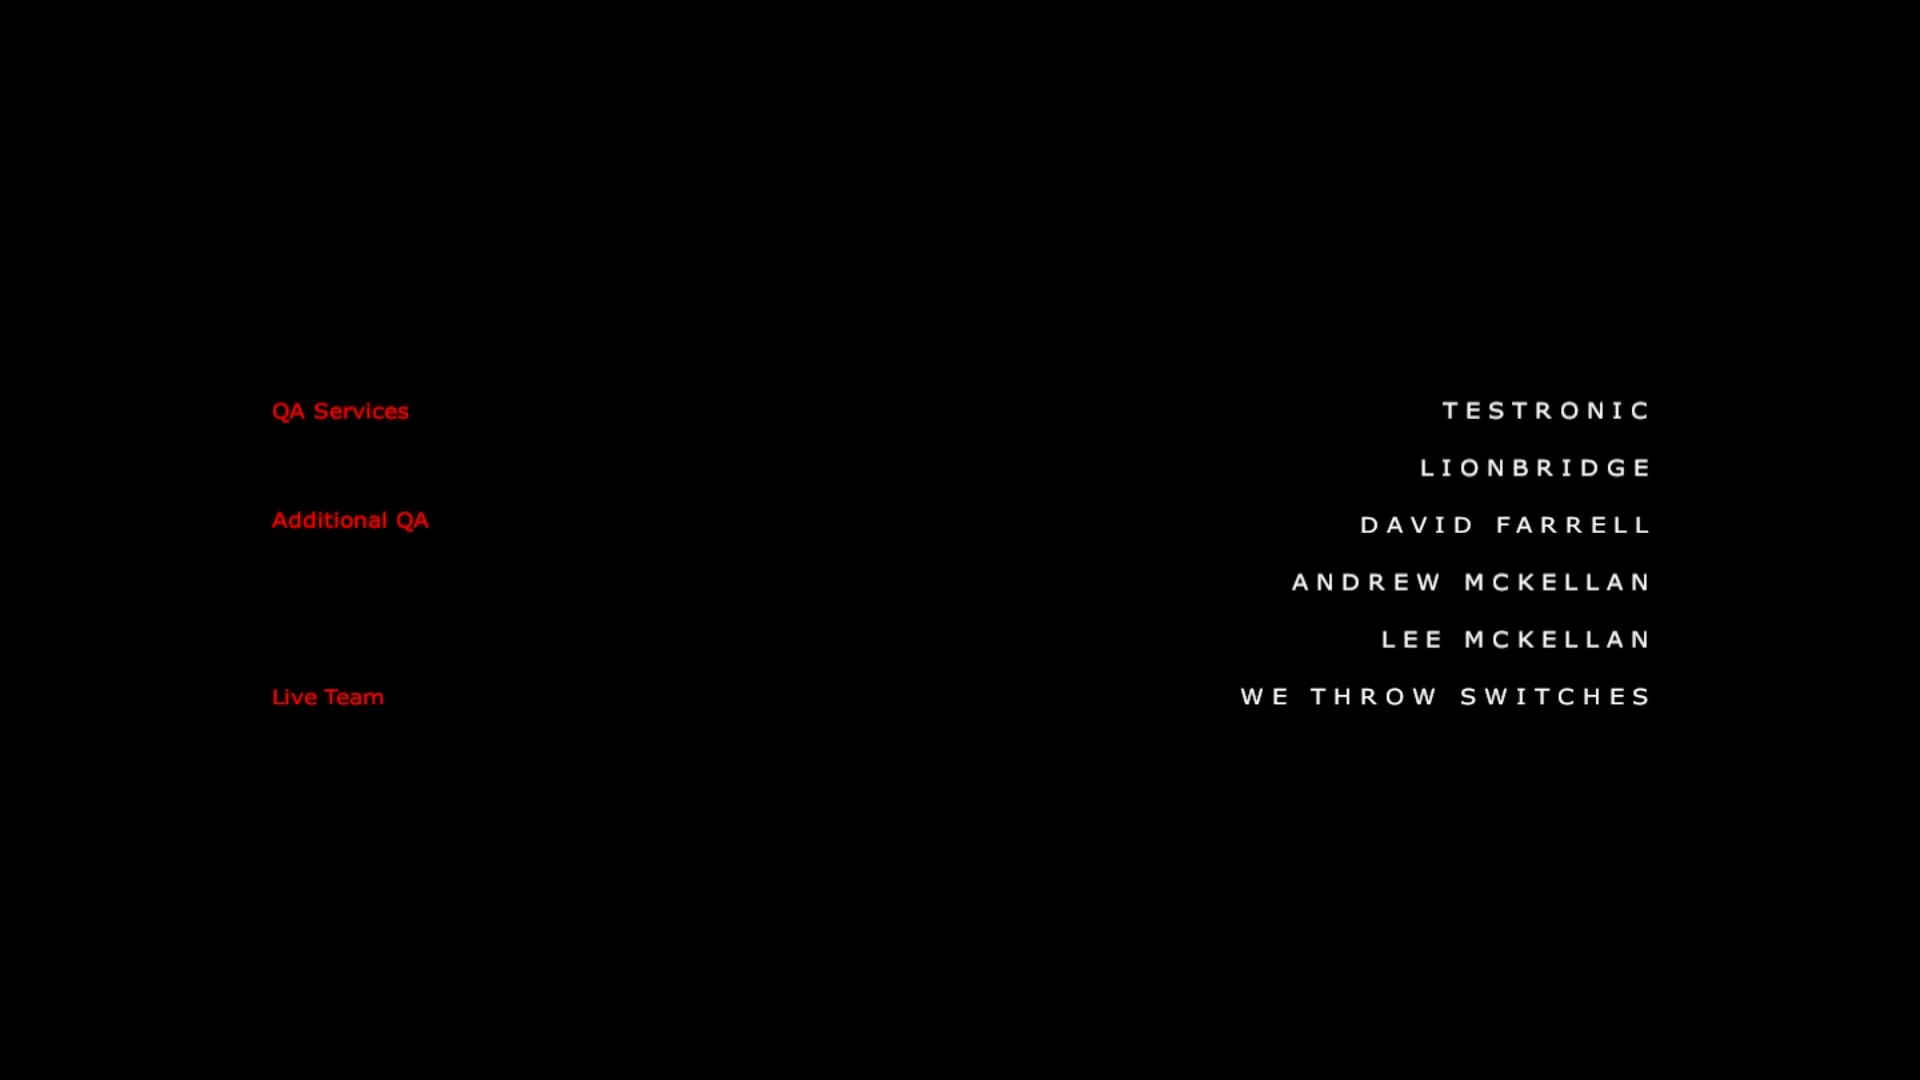 QA Services TESTRONIC
LIONBRIDGE
Additional QA DAVID FARRELL
ANDREW MCKELLAN
LEE MCKELLAN
Live Team WE THROW SWITCHES